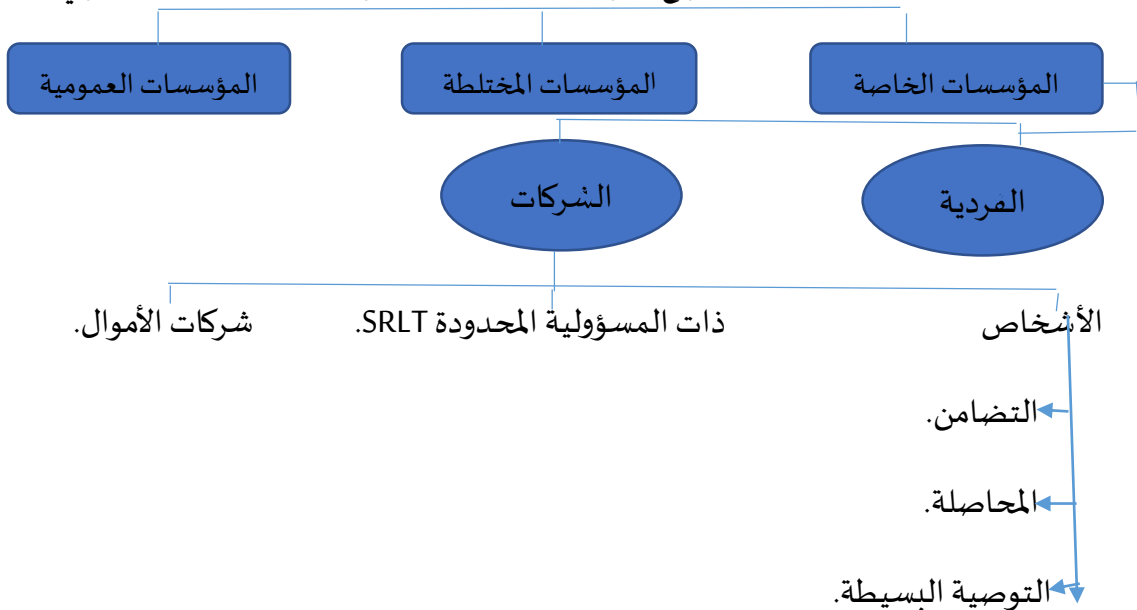 المؤسسات الخاصة
المؤسسات المختلطة
المؤسسات العمومية
الفردية
الشركات
الأشخاص
ذات المسؤولية المحدودة SRLT.
شركات الأموال.
التضامن.
المحاصلة.
التوصية البسيطة.